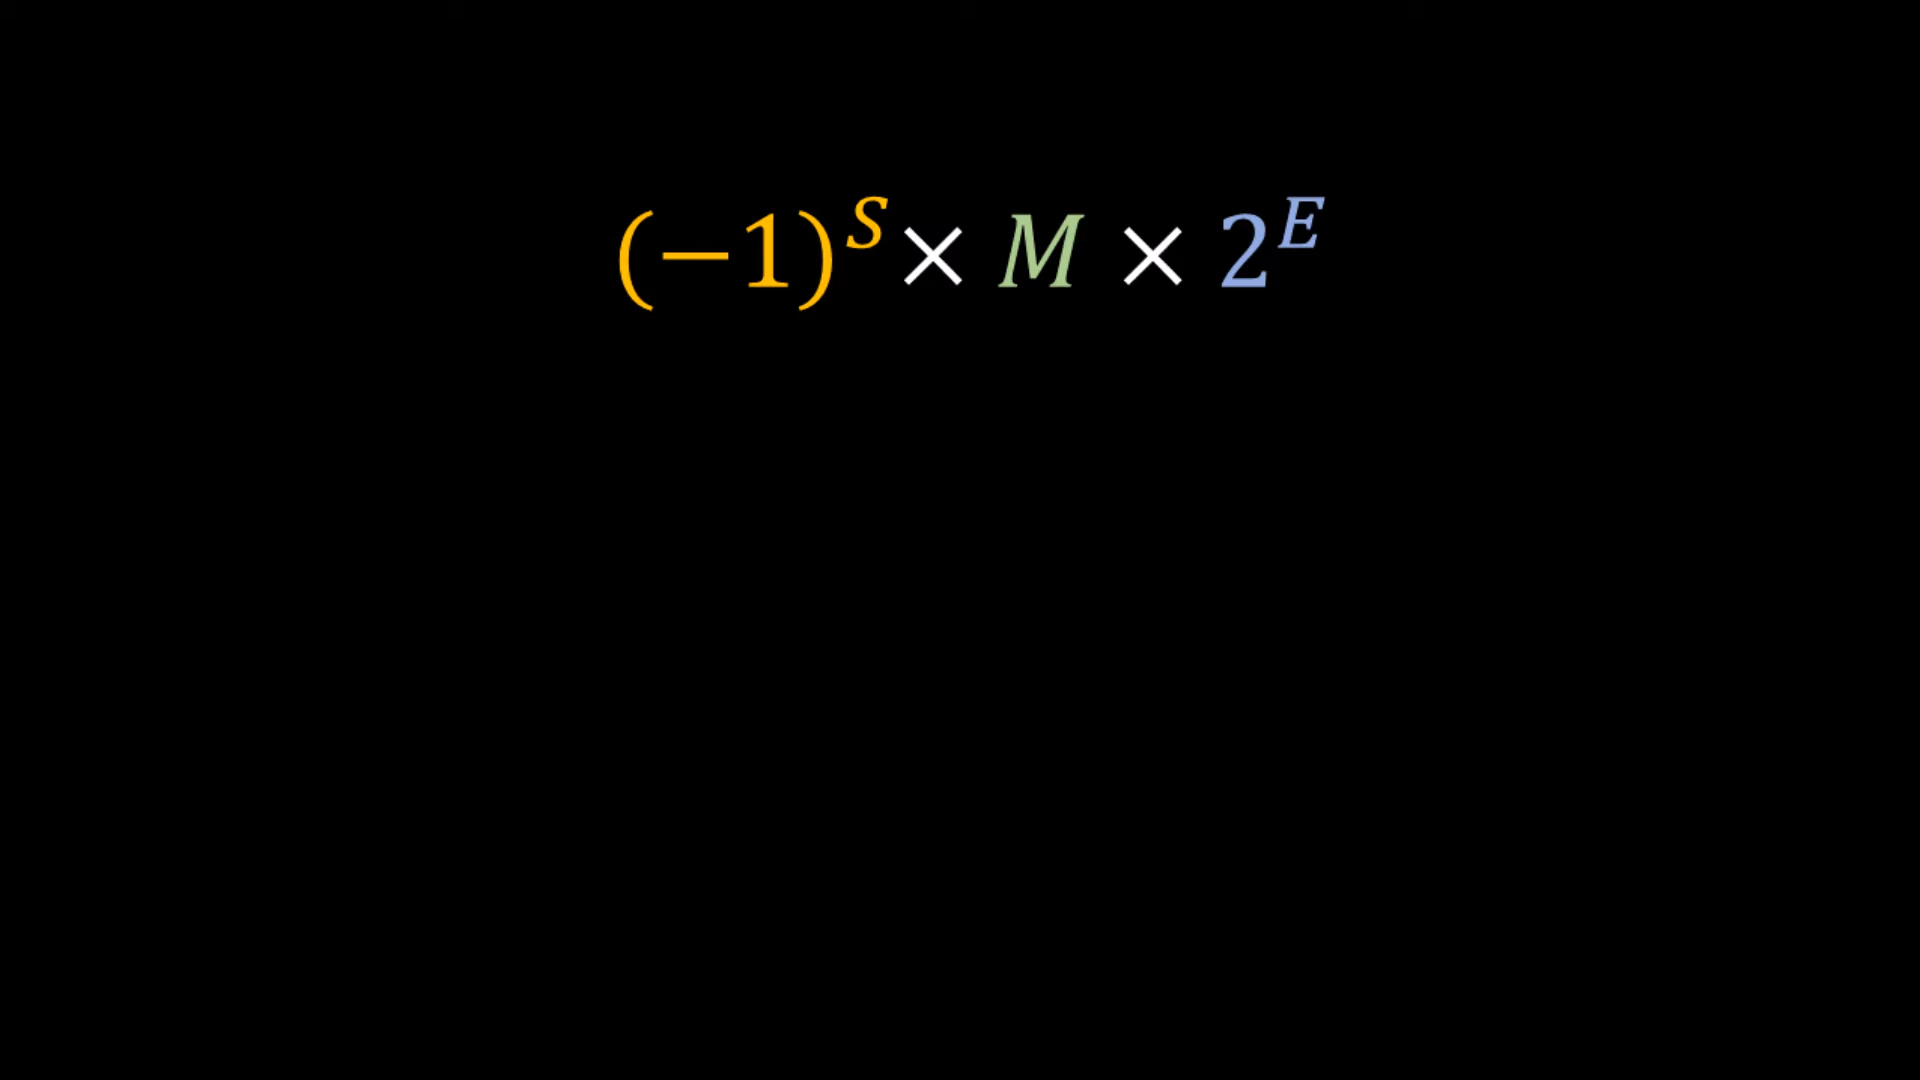 (−1)^S × M × 2^E